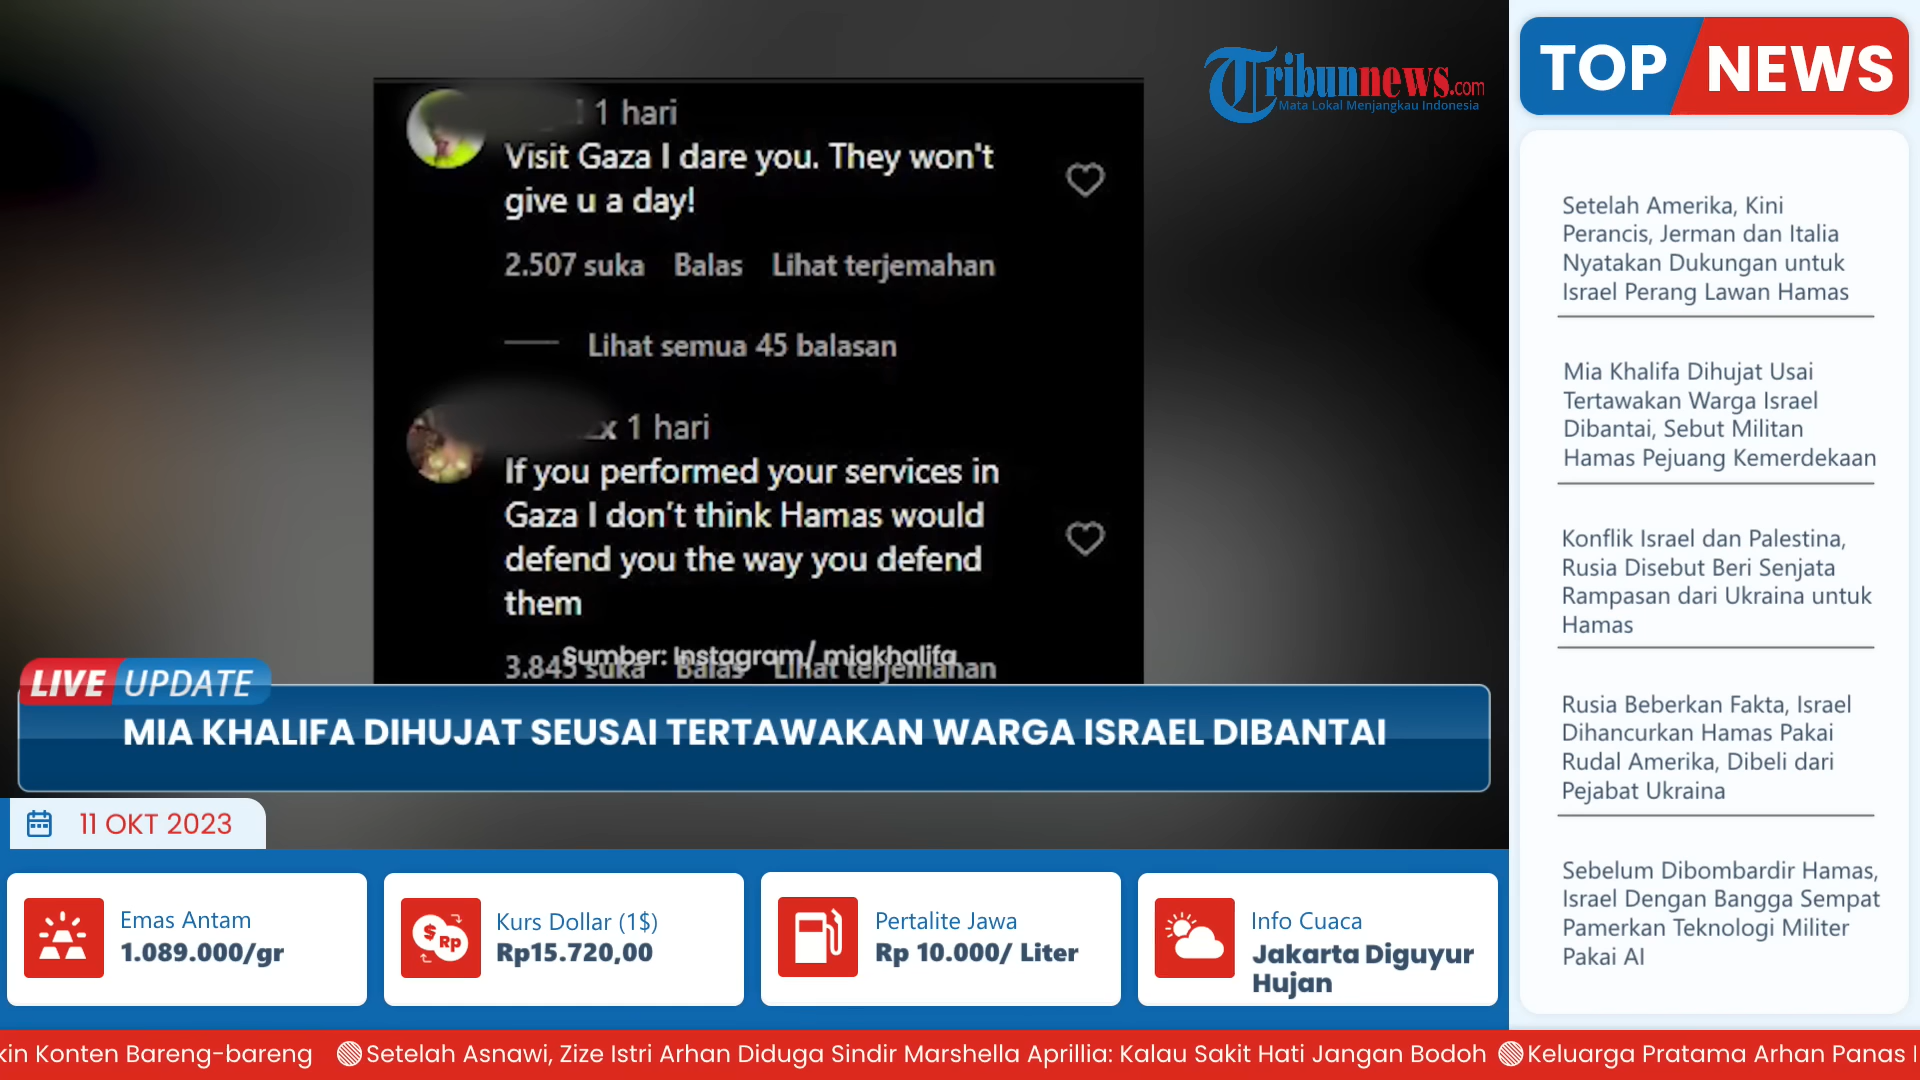 Tribunnews.com
Mata Lokal Menjangkau Indonesia
1 hari
Visit Gaza I dare you. They won't
give u a day!
2.507 suka Balas Lihat terjemahan
Lihat semua 45 balasan
x 1 hari
If you performed your services in
Gaza I don't think Hamas would
defend you the way you defend
them
3.845 suka Balas Lihat terjemahan
Sumber: Instagram/ miakhalifa
LIVE UPDATE
MIA KHALIFA DIHUJAT SEUSAI TERTAWAKAN WARGA ISRAEL DIBANTAI
11 OKT 2023
Emas Antam
1.089.000/gr
$ Rp
Kurs Dollar (1$)
Rp15.720,00
Pertalite Jawa
Rp 10.000/ Liter
Info Cuaca
Jakarta Diguyur
Hujan
TOP NEWS
Setelah Amerika, Kini
Perancis, Jerman dan Italia
Nyatakan Dukungan untuk
Israel Perang Lawan Hamas
Mia Khalifa Dihujat Usai
Tertawakan Warga Israel
Dibantai, Sebut Militan
Hamas Pejuang Kemerdekaan
Konflik Israel dan Palestina,
Rusia Disebut Beri Senjata
Rampasan dari Ukraina untuk
Hamas
Rusia Beberkan Fakta, Israel
Dihancurkan Hamas Pakai
Rudal Amerika, Dibeli dari
Pejabat Ukraina
Sebelum Dibombardir Hamas,
Israel Dengan Bangga Sempat
Pamerkan Teknologi Militer
Pakai AI
kin Konten Bareng-bareng Setelah Asnawi, Zize Istri Arhan Diduga Sindir Marshella Aprillia: Kalau Sakit Hati Jangan Bodoh Keluarga Pratama Arhan Panas